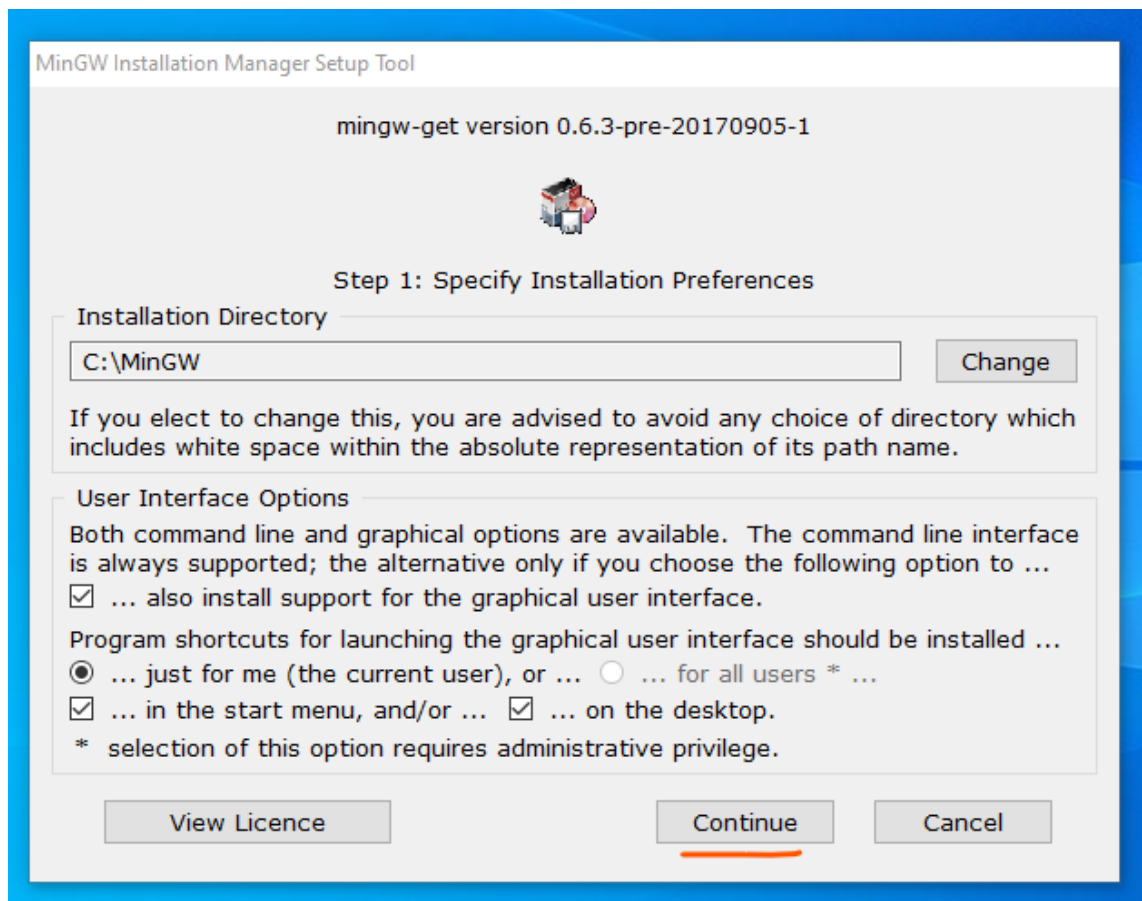 MinGW Installation Manager Setup Tool
mingw-get version 0.6.3-pre-20170905-1
Step 1: Specify Installation Preferences
Installation Directory
C:\MinGW
Change
If you elect to change this, you are advised to avoid any choice of directory which
includes white space within the absolute representation of its path name.
User Interface Options
Both command line and graphical options are available.  The command line interface
is always supported; the alternative only if you choose the following option to ...
... also install support for the graphical user interface.
Program shortcuts for launching the graphical user interface should be installed ...
... just for me (the current user), or ... ... for all users * ...
... in the start menu, and/or ... ... on the desktop.
* selection of this option requires administrative privilege.
View Licence Continue Cancel